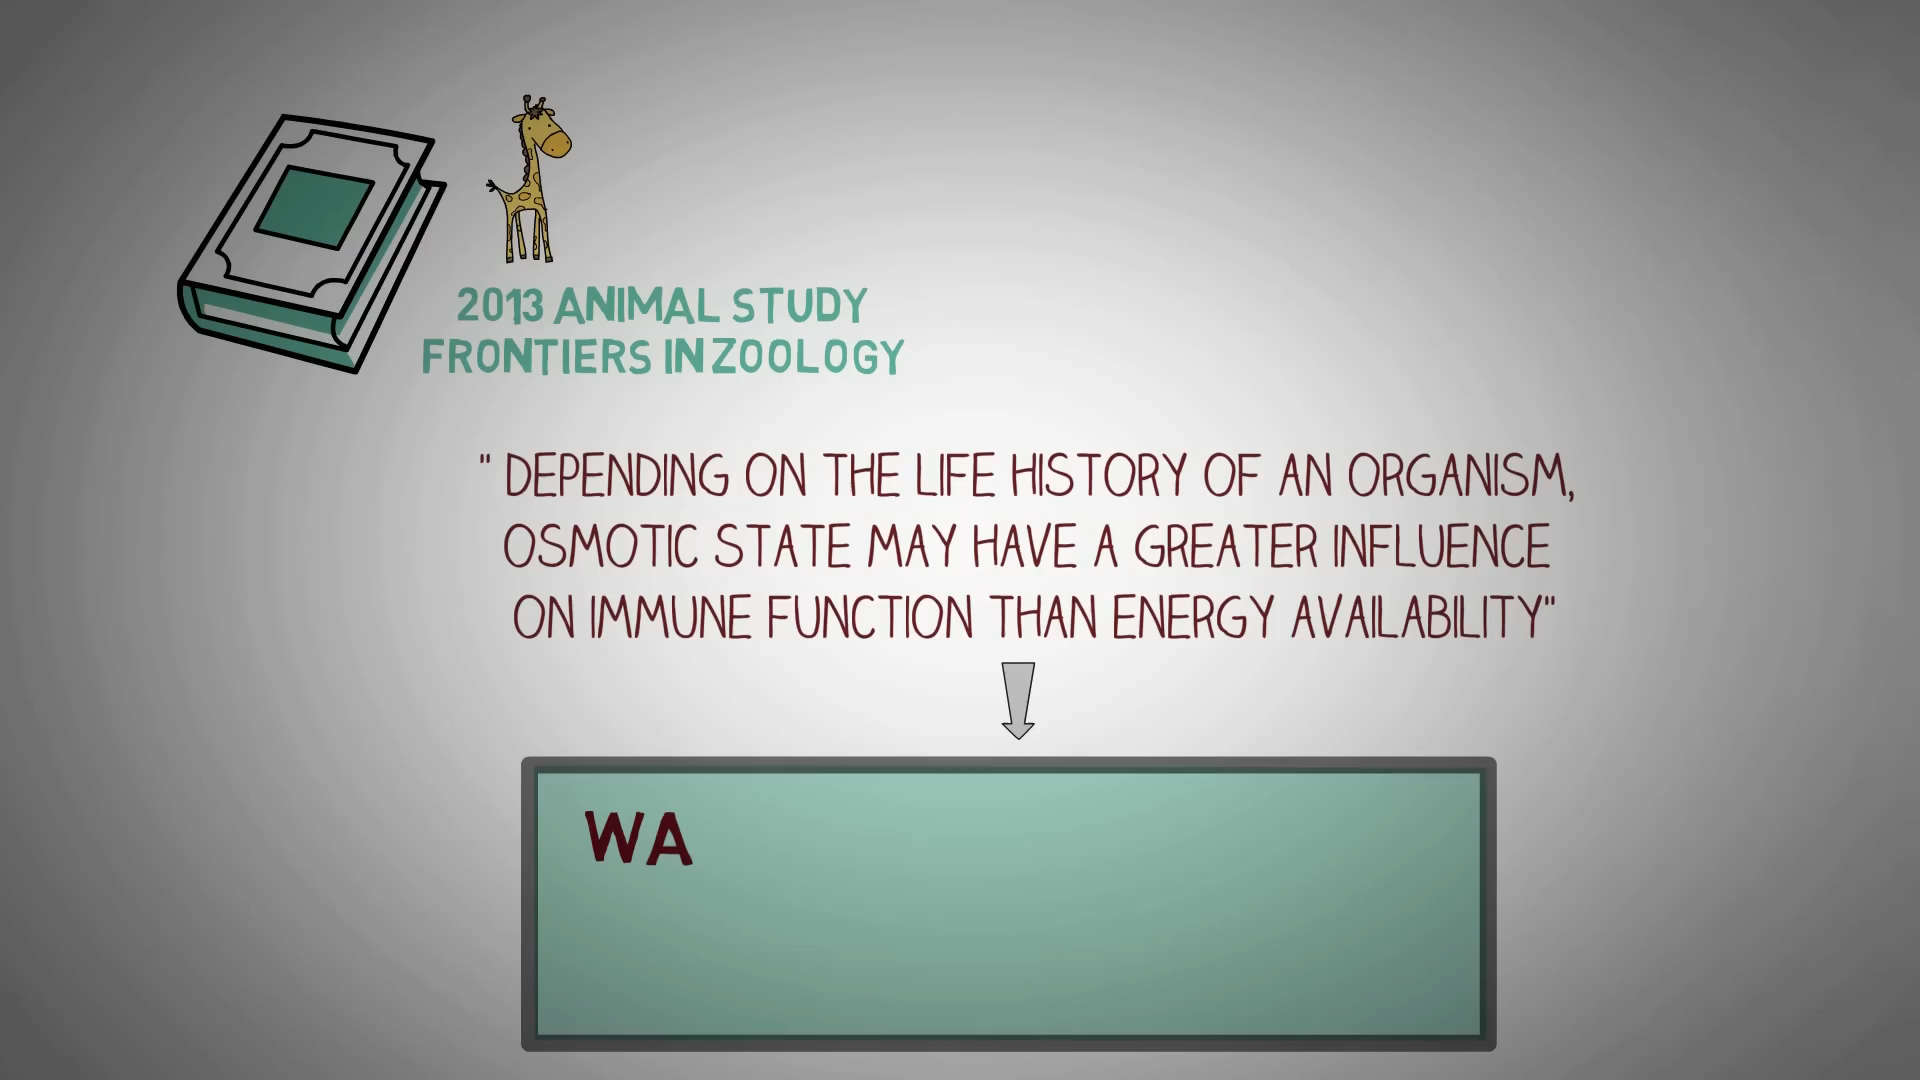 2013 ANIMAL STUDY
FRONTIERS IN ZOOLOGY
" DEPENDING ON THE LIFE HISTORY OF AN ORGANISM,
OSMOTIC STATE MAY HAVE A GREATER INFLUENCE
ON IMMUNE FUNCTION THAN ENERGY AVAILABILITY"
WA